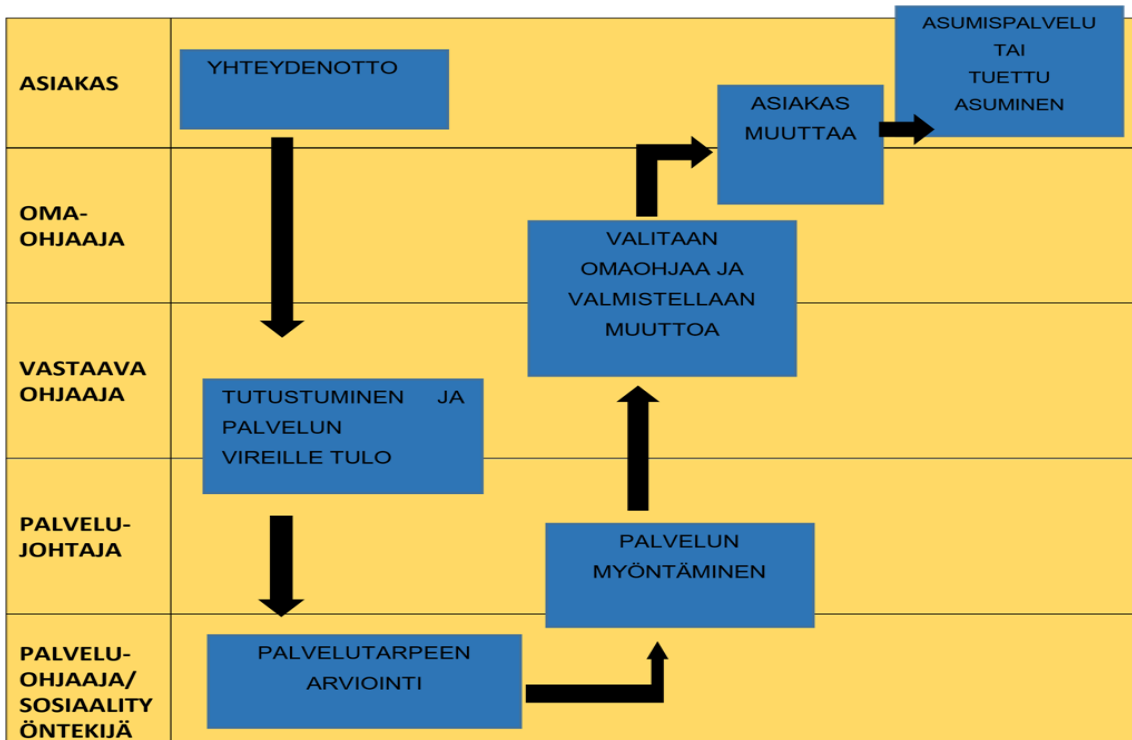 ASIAKAS
YHTEYDENOTTO
ASIAKAS
MUUTTAA
ASUMISPALVELU
TAI
TUETTU
ASUMINEN
OMA-
OHJAAJA
VALITAAN
OMAOHJAA JA
VALMISTELLAAN
MUUTTOA
VASTAAVA
OHJAAJA
TUTUSTUMINEN JA
PALVELUN
VIREILLE TULO
PALVELU-
JOHTAJA
PALVELUN
MYÖNTÄMINEN
PALVELU-
OHJAAJA/
SOSIAALITY
ÖNTEKIJÄ
PALVELUTARPEEN
ARVIOINTI